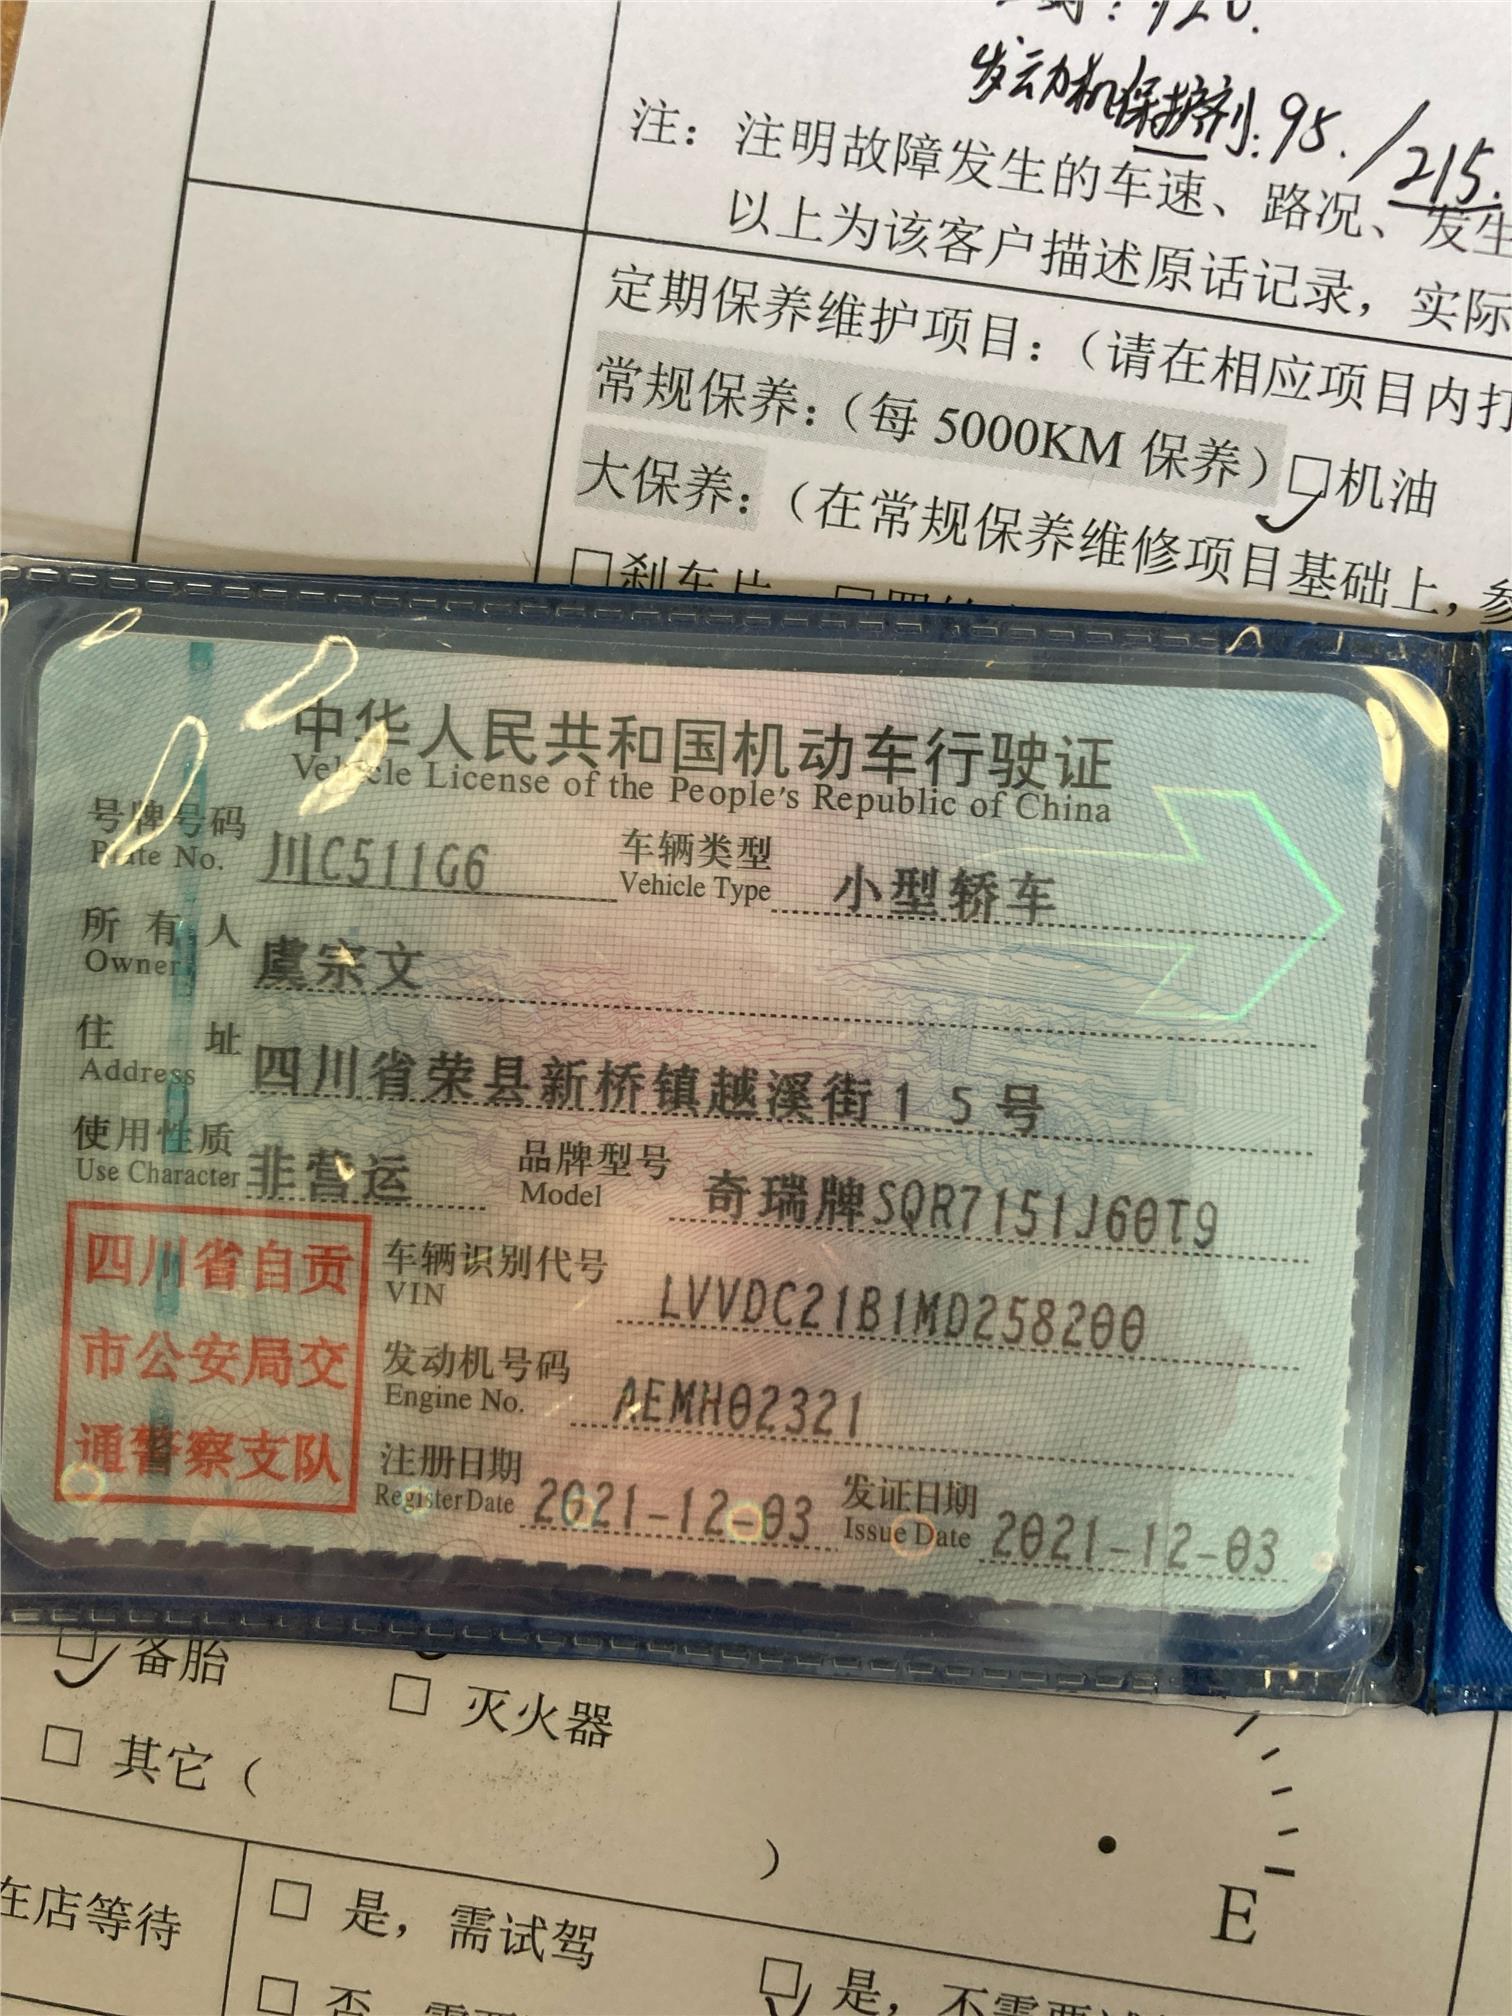 发动机保护剂:95./215.
注：注明故障发生的车速、路况、发生
以上为该客户描述原话记录，实际
定期保养维护项目：（请在相应项目内打
常规保养：（每 5000KM 保养）□机油
大保养：（在常规保养维修项目基础上，参
□刹车片
中华人民共和国机动车行驶证
Vehicle License of the People's Republic of China
号牌号码 川C511G6 车辆类型 小型轿车
Plate No. Vehicle Type
所有人 虞宗文
Owner
住址 四川省荣县新桥镇越溪街15号
Address
使用性质 非营运 品牌型号 奇瑞牌SQR7151J60T9
Use Character Model
四川省自贡
市公安局交
通警察支队
车辆识别代号 LVVDC21B1MD258200
VIN
发动机号码 AEMH02321
Engine No.
注册日期 2021-12-03 发证日期 2021-12-03
Register Date Issue Date
□ 备胎
□ 灭火器
□ 其它（ ）
E
在店等待
□ 是，需试驾
□ 是，不需要
□ 否